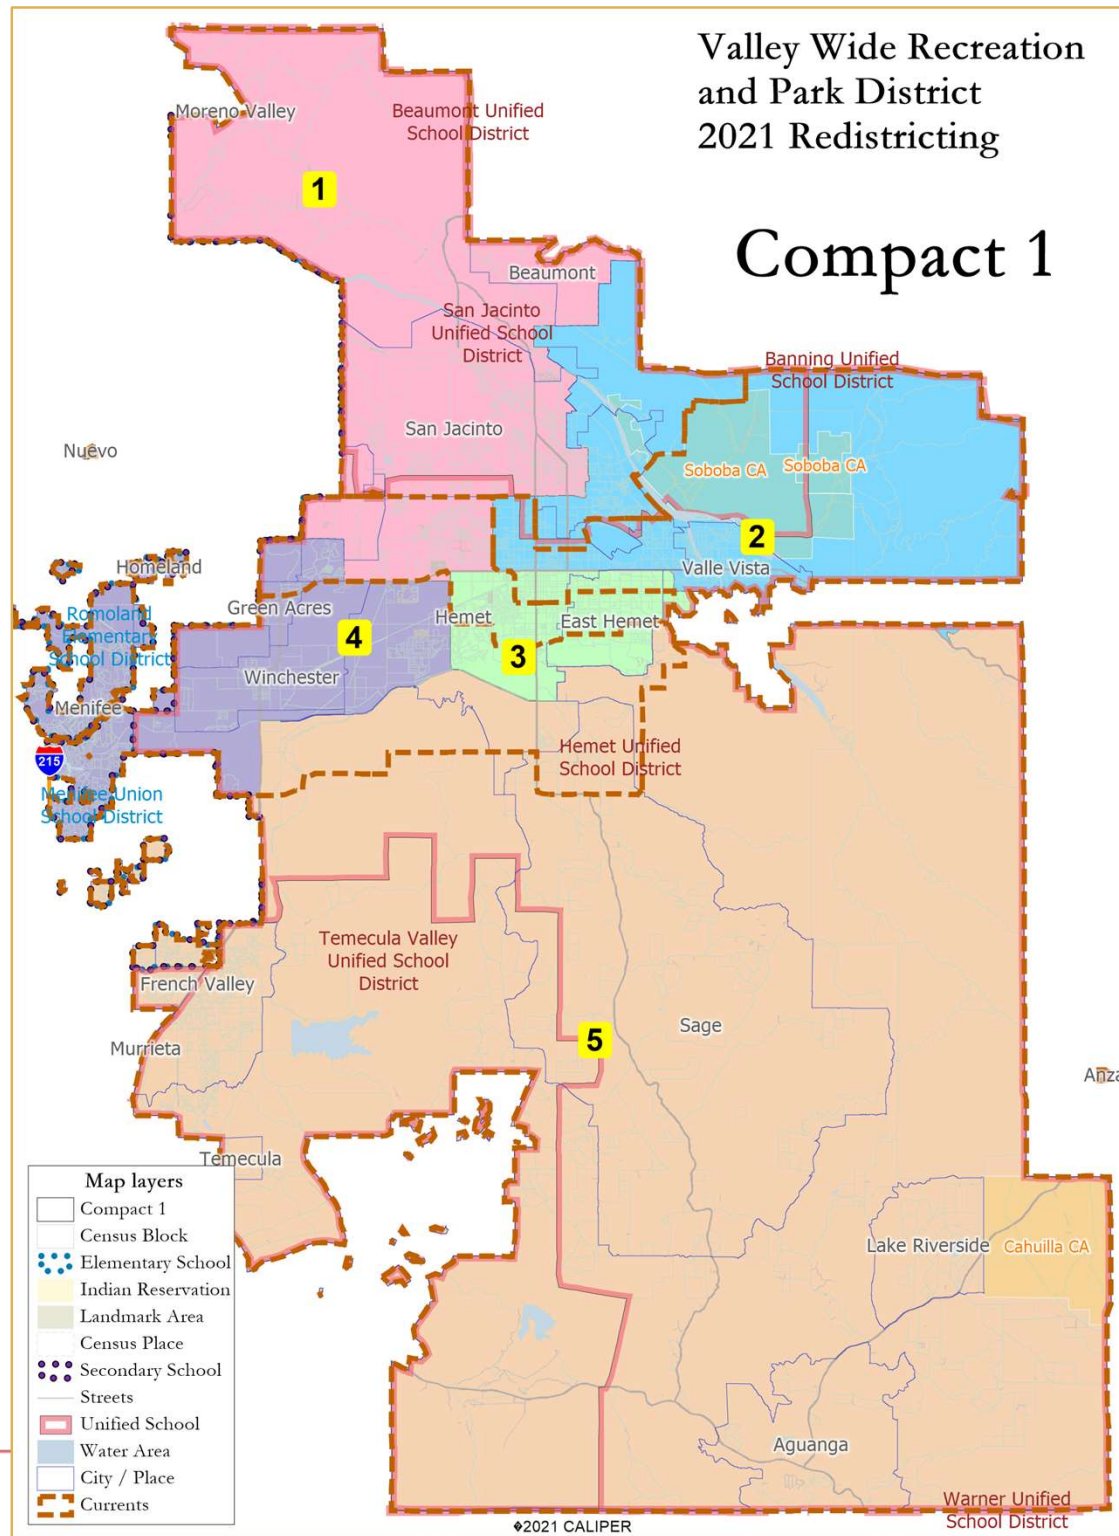 Valley Wide Recreation
and Park District
2021 Redistricting
Compact 1
Moreno Valley
Beaumont Unified
School District
1
Beaumont
San Jacinto
Unified School
District
Banning Unified
School District
San Jacinto
Nuevo
Soboba CA
Soboba CA
2
Valle Vista
Homeland
Green Acres
Romoland
Elementary
School District
Hemet
East Hemet
4
3
Winchester
Menifee
215
Hemet Unified
School District
Menifee Union
School District
Temecula Valley
Unified School
District
French Valley
Sage
5
Murrieta
Anza
Temecula
Lake Riverside
Cahuilla CA
Aguanga
Warner Unified
School District
Map layers
Compact 1
Census Block
Elementary School
Indian Reservation
Landmark Area
Census Place
Secondary School
Streets
Unified School
Water Area
City / Place
Currents
�2021 CALIPER